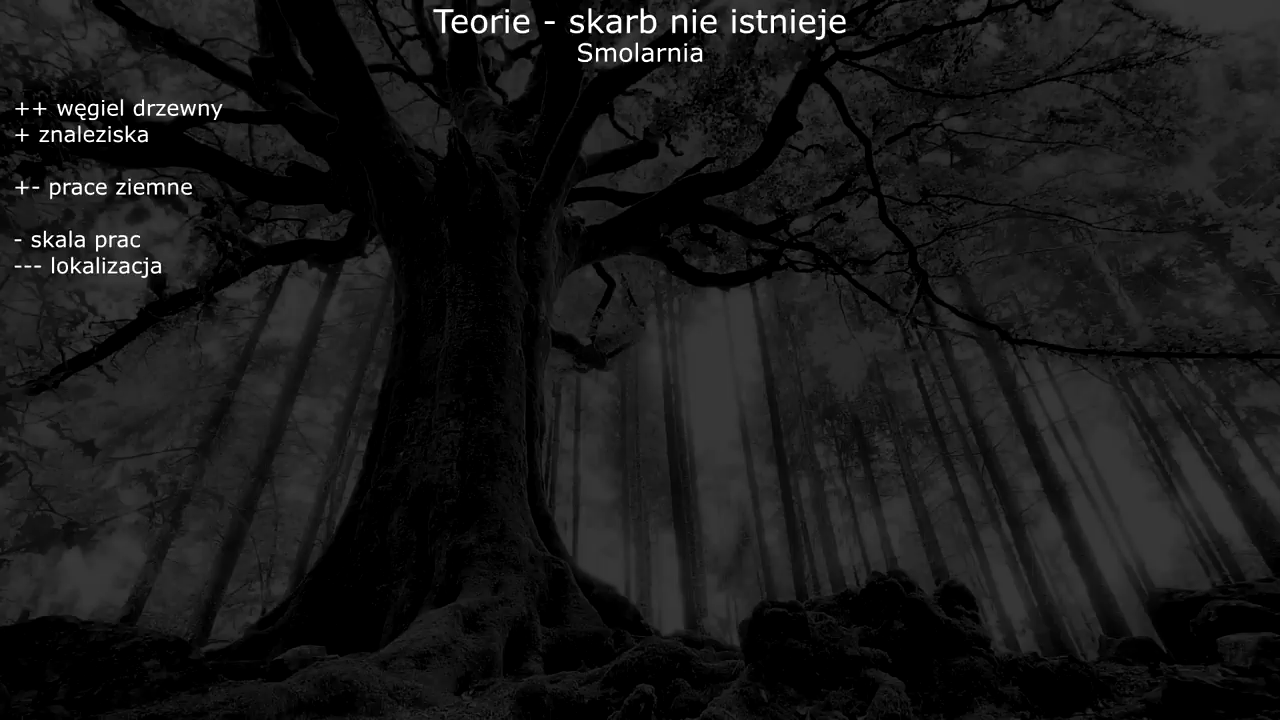 Teorie - skarb nie istnieje
Smolarnia
++ węgiel drzewny
+ znaleziska
+- prace ziemne
- skala prac
--- lokalizacja